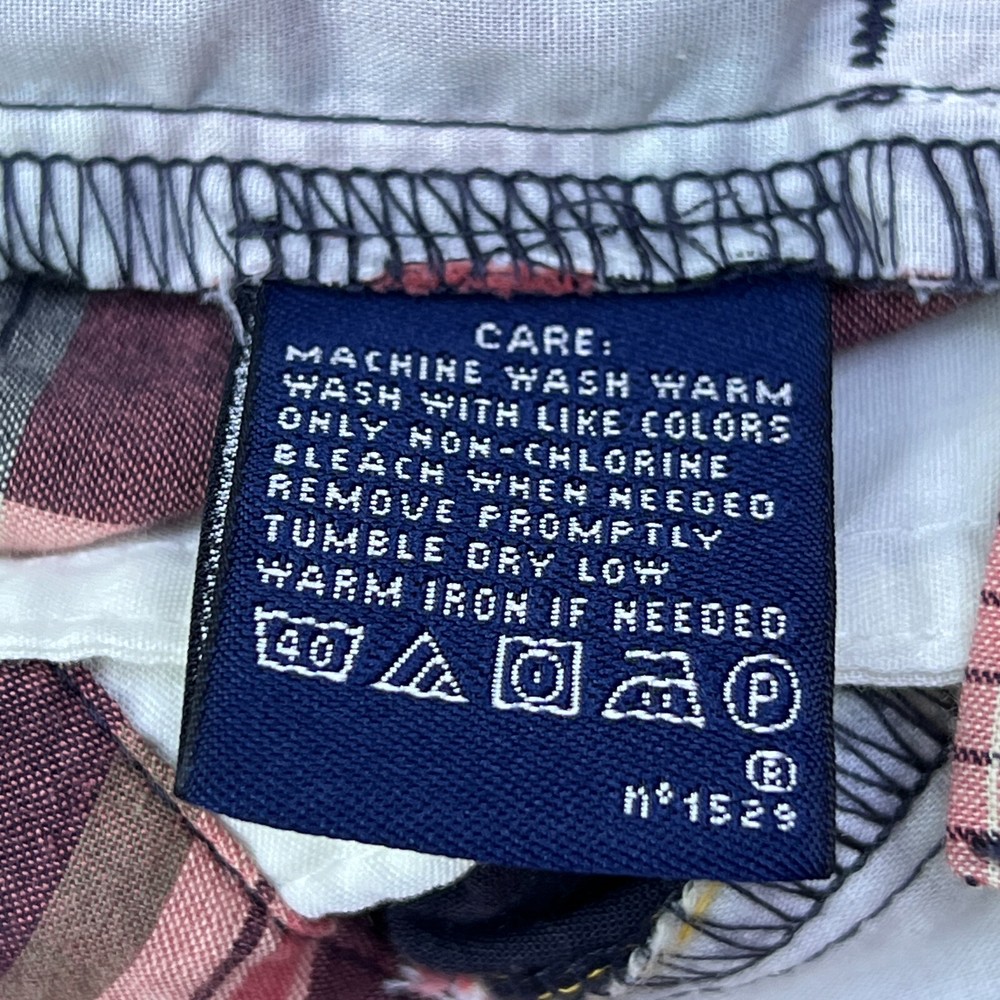 CARE:
MACHINE WASH WARM
WASH WITH LIKE COLORS
ONLY NON-CHLORINE
BLEACH WHEN NEEDED
REMOVE PROMPTLY
TUMBLE DRY LOW
WARM IRON IF NEEDED
40 P
®
nº1529